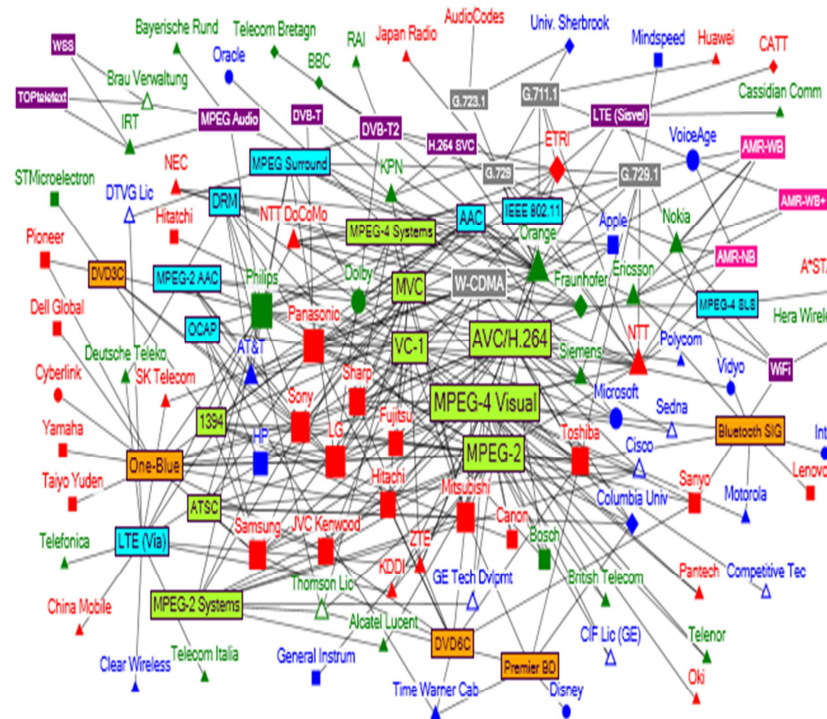 AudioCodes
Univ. Sherbrook
Bayerische Rund
Telecom Bretagn
Japan Radio
Mindspeed
Huawei
W6S
Oracle
BBC
RAI
CATT
Brau Verwaltung
G.723.1
G.711.1
TOPteletext
Cassidian Comm
MPEG Audio
DVB-T
DVB-T2
LTE (Sisvel)
IRT
H.264 SVC
ETRI
VoiceAge
MPEG Surround
KPN
G.729
G.729.1
AMR-WB
STMicroelectron
DTVG Lic
NEC
DRM
NTT DoCoMo
AAC
IEEE 802.11
Apple
Nokia
AMR-WB+
Hitatchi
MPEG-4 Systems
Orange
Pioneer
DVD3C
MPEG-2 AAC
Philips
Dolby
MVC
W-CDMA
Fraunhofer
Ericsson
AMR-NB
A*STA
Dell Global
OCAP
Panasonic
MPEG-4 SLS
Hera Wirele
AT&T
VC-1
AVC/H.264
NTT
Deutsche Teleko
Siemens
Polycom
Cyberlink
SK Telecom
Sharp
Vidyo
WiFi
Sony
MPEG-4 Visual
Microsoft
Sedna
Yamaha
1394
HP
LG
Fujitsu
Toshiba
Cisco
Bluetooth SIG
Int
One-Blue
MPEG-2
Taiyo Yuden
Hitachi
Mitsubishi
Sanyo
Lenovo
ATSC
Columbia Univ
Motorola
Telefonica
LTE (Via)
Samsung
JVC Kenwood
ZTE
Canon
Bosch
KDDI
GE Tech Dvlpmt
British Telecom
Pantech
Competitive Tec
China Mobile
MPEG-2 Systems
Thomson Lic
Alcatel Lucent
DVD6C
CIF Lic (GE)
Telenor
Clear Wireless
Telecom Italia
General Instrum
Premier BD
Time Warner Cab
Disney
Oki